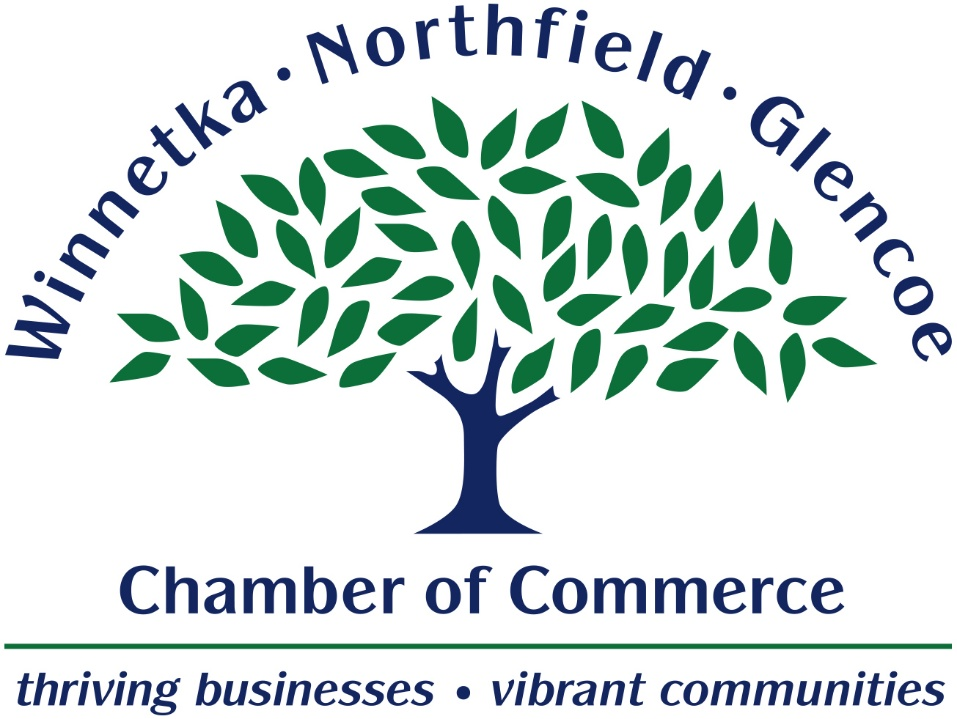 Winnetka · Northfield · Glencoe
Chamber of Commerce
thriving businesses • vibrant communities